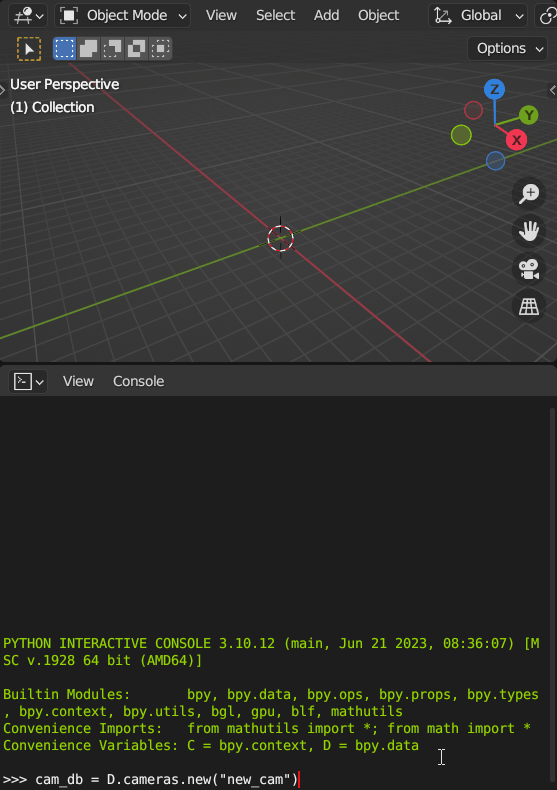 Object Mode View Select Add Object Global
Options
User Perspective
(1) Collection
Z
Y
X
View Console
PYTHON INTERACTIVE CONSOLE 3.10.12 (main, Jun 21 2023, 08:36:07) [M
SC v.1928 64 bit (AMD64)]
Builtin Modules:       bpy, bpy.data, bpy.ops, bpy.props, bpy.types
, bpy.context, bpy.utils, bgl, gpu, blf, mathutils
Convenience Imports:   from mathutils import *; from math import *
Convenience Variables: C = bpy.context, D = bpy.data
>>> cam_db = D.cameras.new("new_cam")